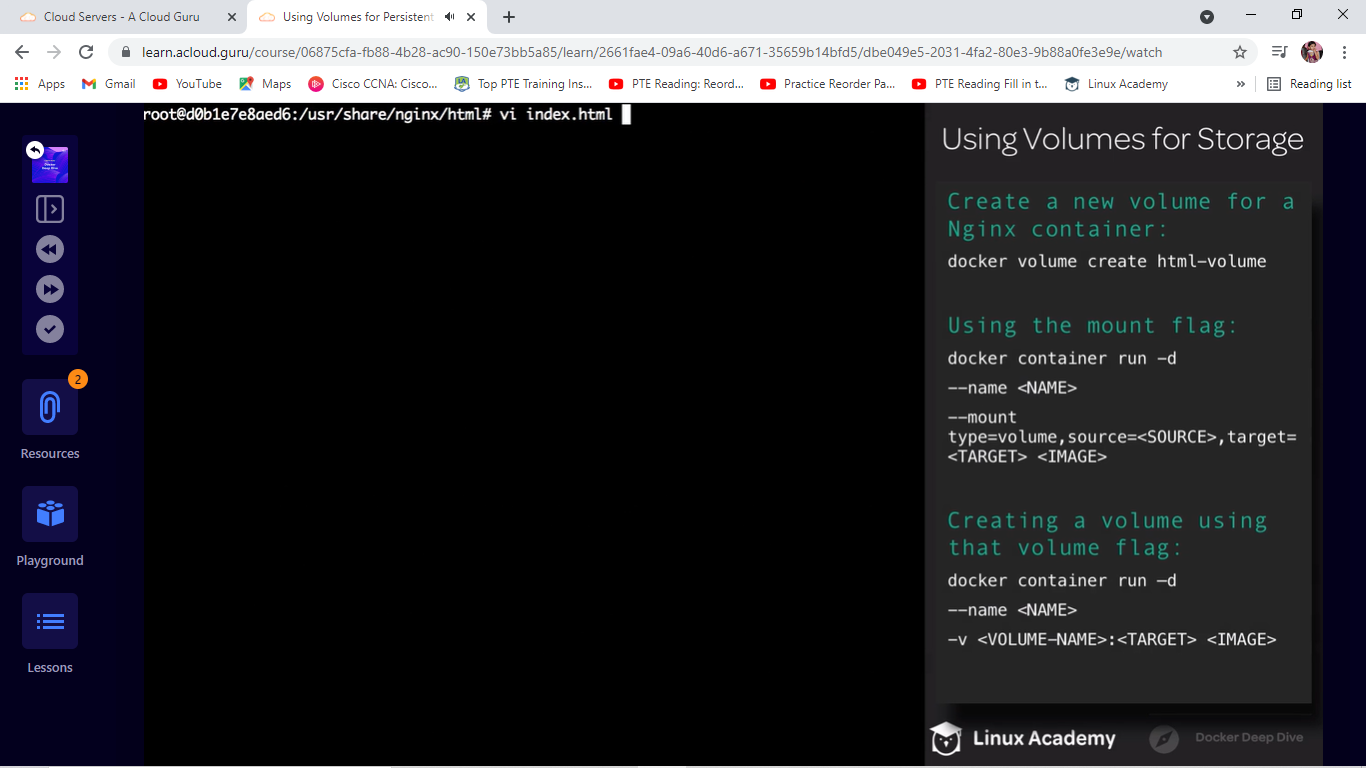 Cloud Servers - A Cloud Guru
Using Volumes for Persistent
learn.acloud.guru/course/06875cfa-fb88-4b28-ac90-150e73bb5a85/learn/2661fae4-09a6-40d6-a671-35659b14bfd5/dbe049e5-2031-4fa2-80e3-9b88a0fe3e9e/watch
Apps
Gmail
YouTube
Maps
Cisco CCNA: Cisco...
Top PTE Training Ins...
PTE Reading: Reord...
Practice Reorder Pa...
PTE Reading Fill in t...
Linux Academy
»
Reading list
root@d0b1e7e8aed6:/usr/share/nginx/html# vi index.html
Docker
Deep Dive
2
Resources
Playground
Lessons
Using Volumes for Storage
Create a new volume for a
Nginx container:
docker volume create html-volume
Using the mount flag:
docker container run -d
--name <NAME>
--mount
type=volume,source=<SOURCE>,target=
<TARGET> <IMAGE>
Creating a volume using
that volume flag:
docker container run -d
--name <NAME>
-v <VOLUME-NAME>:<TARGET> <IMAGE>
Linux Academy
Docker Deep Dive